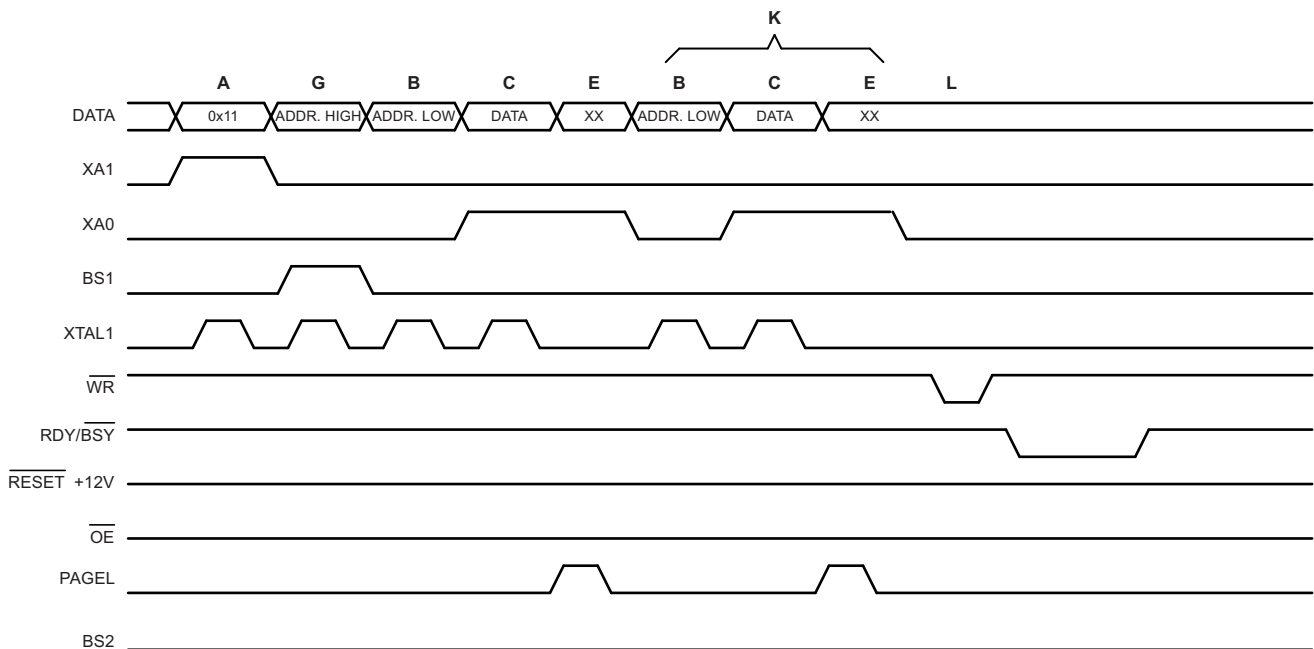 K
A G B C E B C E L
DATA 0x11 ADDR. HIGH ADDR. LOW DATA XX ADDR. LOW DATA XX
XA1
XA0
BS1
XTAL1
WR
RDY/BSY
RESET +12V
OE
PAGEL
BS2